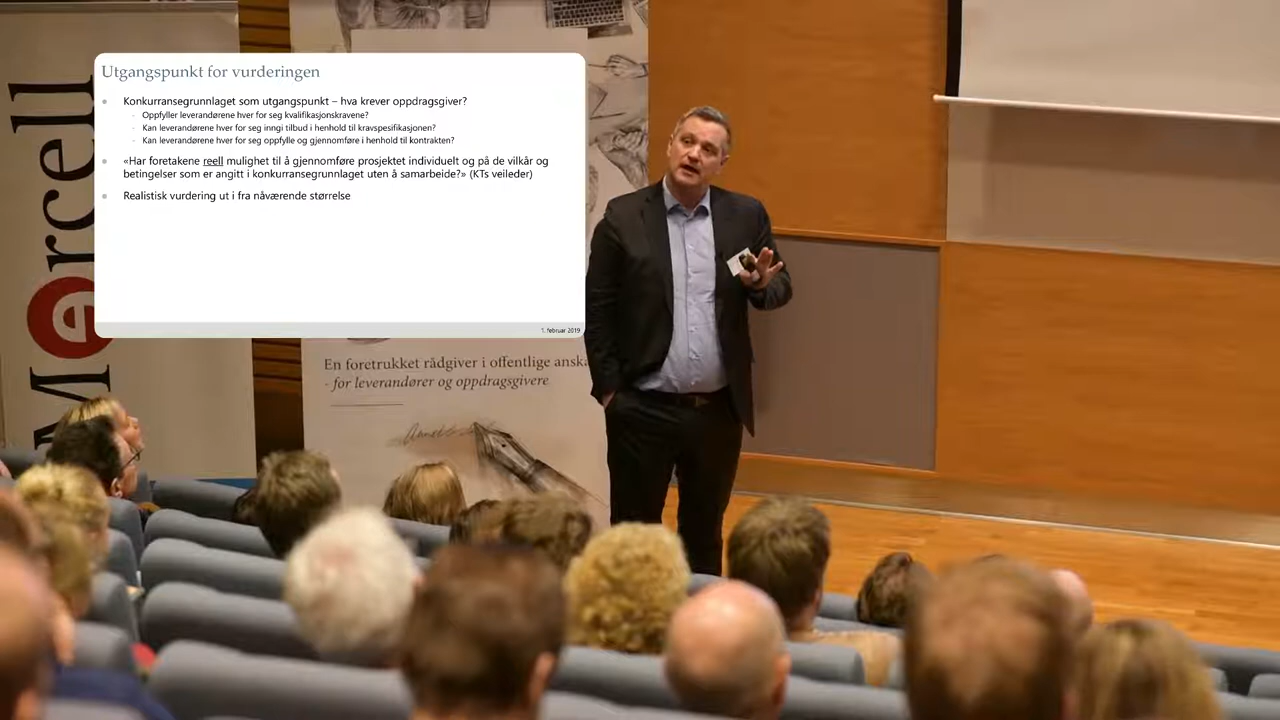 Utgangspunkt for vurderingen
Konkurransegrunnlaget som utgangspunkt – hva krever oppdragsgiver?
Oppfyller leverandørene hver for seg kvalifikasjonskravene?
Kan leverandørene hver for seg inngi tilbud i henhold til kravspesifikasjonen?
Kan leverandørene hver for seg oppfylle og gjennomføre i henhold til kontrakten?
«Har foretakene reell mulighet til å gjennomføre prosjektet individuelt og på de vilkår og
betingelser som er angitt i konkurransegrunnlaget uten å samarbeide?» (KTs veileder)
Realistisk vurdering ut i fra nåværende størrelse
1. februar 2019
Mercell
En foretrukket rådgiver i offentlige
- for leverandører og oppdragsgivere